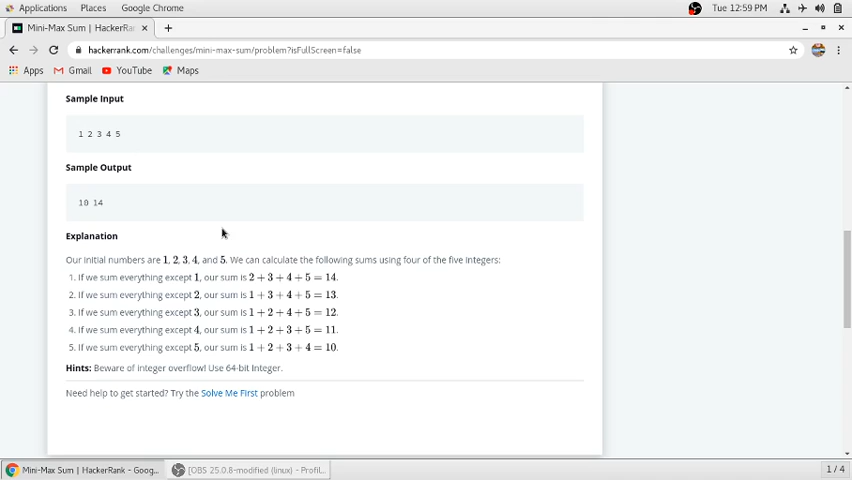 Applications Places Google Chrome Tue 12:59 PM
Mini-Max Sum | HackerRa
hackerrank.com/challenges/mini-max-sum/problem?isFullScreen=false
Apps Gmail YouTube Maps
Sample Input
1 2 3 4 5
Sample Output
10 14
Explanation
Our initial numbers are 1, 2, 3, 4, and 5. We can calculate the following sums using four of the five integers:
1. If we sum everything except 1, our sum is 2 + 3 + 4 + 5 = 14.
2. If we sum everything except 2, our sum is 1 + 3 + 4 + 5 = 13.
3. If we sum everything except 3, our sum is 1 + 2 + 4 + 5 = 12.
4. If we sum everything except 4, our sum is 1 + 2 + 3 + 5 = 11.
5. If we sum everything except 5, our sum is 1 + 2 + 3 + 4 = 10.
Hints: Beware of integer overflow! Use 64-bit Integer.
Need help to get started? Try the Solve Me First problem
Mini-Max Sum | HackerRank - Goog... [OBS 25.0.8-modified (linux) - Profil... 1 / 4